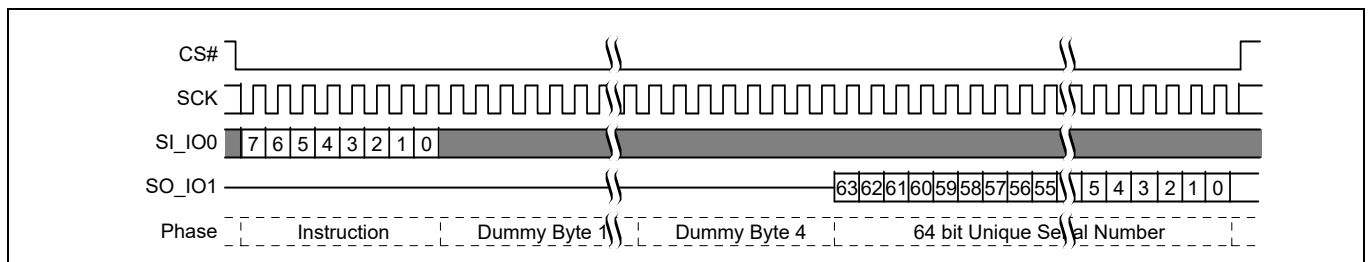 CS#
SCK
SI_IO0 7 6 5 4 3 2 1 0
SO_IO1 63 62 61 60 59 58 57 56 55 5 4 3 2 1 0
Phase Instruction Dummy Byte 1 Dummy Byte 4 64 bit Unique Serial Number